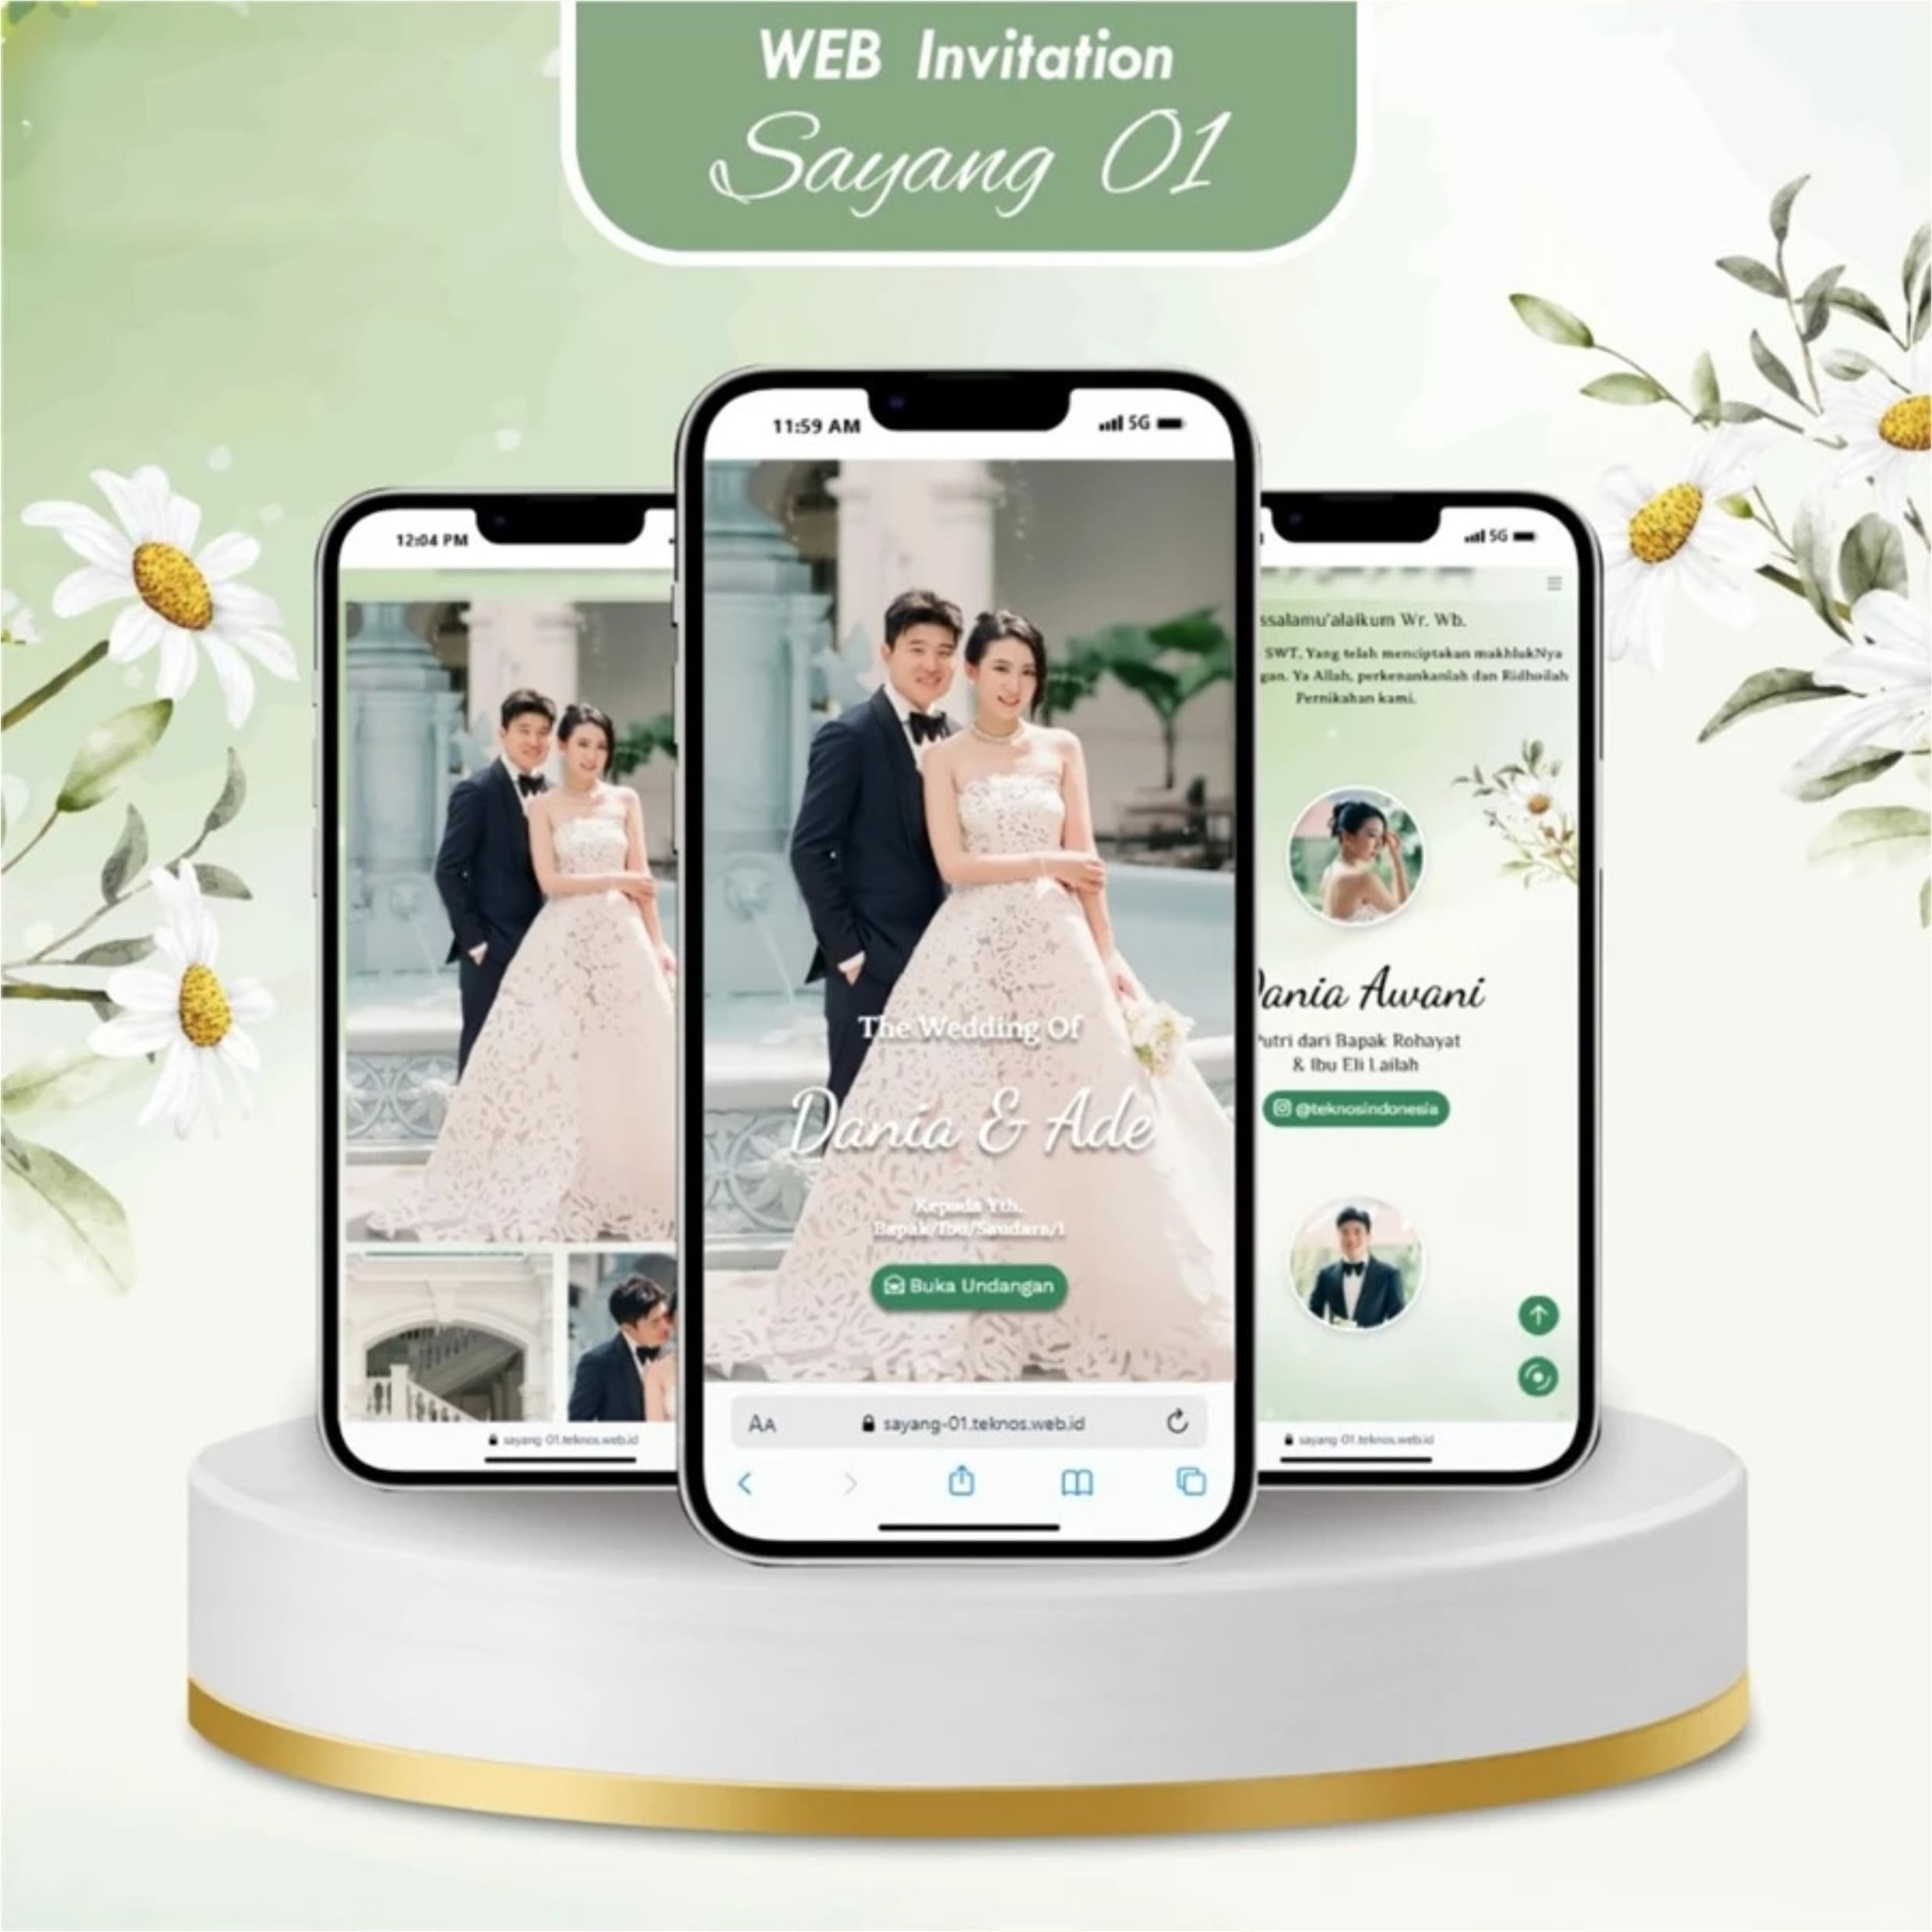 WEB Invitation
Sayang 01
11:59 AM
5G
The Wedding Of
Dania & Ade
Kepada Yth.
Bapak/Ibu/Saudara/i
Buka Undangan
AA
sayang-01.teknos.web.id
12:04 PM
sayang-01.teknos.web.id
5G
ssalamu'alaikum Wr. Wb.
SWT, Yang telah menciptakan makhlukNya
gan. Ya Allah, perkenankanlah dan Ridhoilah
Pernikahan kami.
Dania Awani
Putri dari Bapak Rohayat
& Ibu Eli Lailah
@teknosindonesia
sayang-01.teknos.web.id